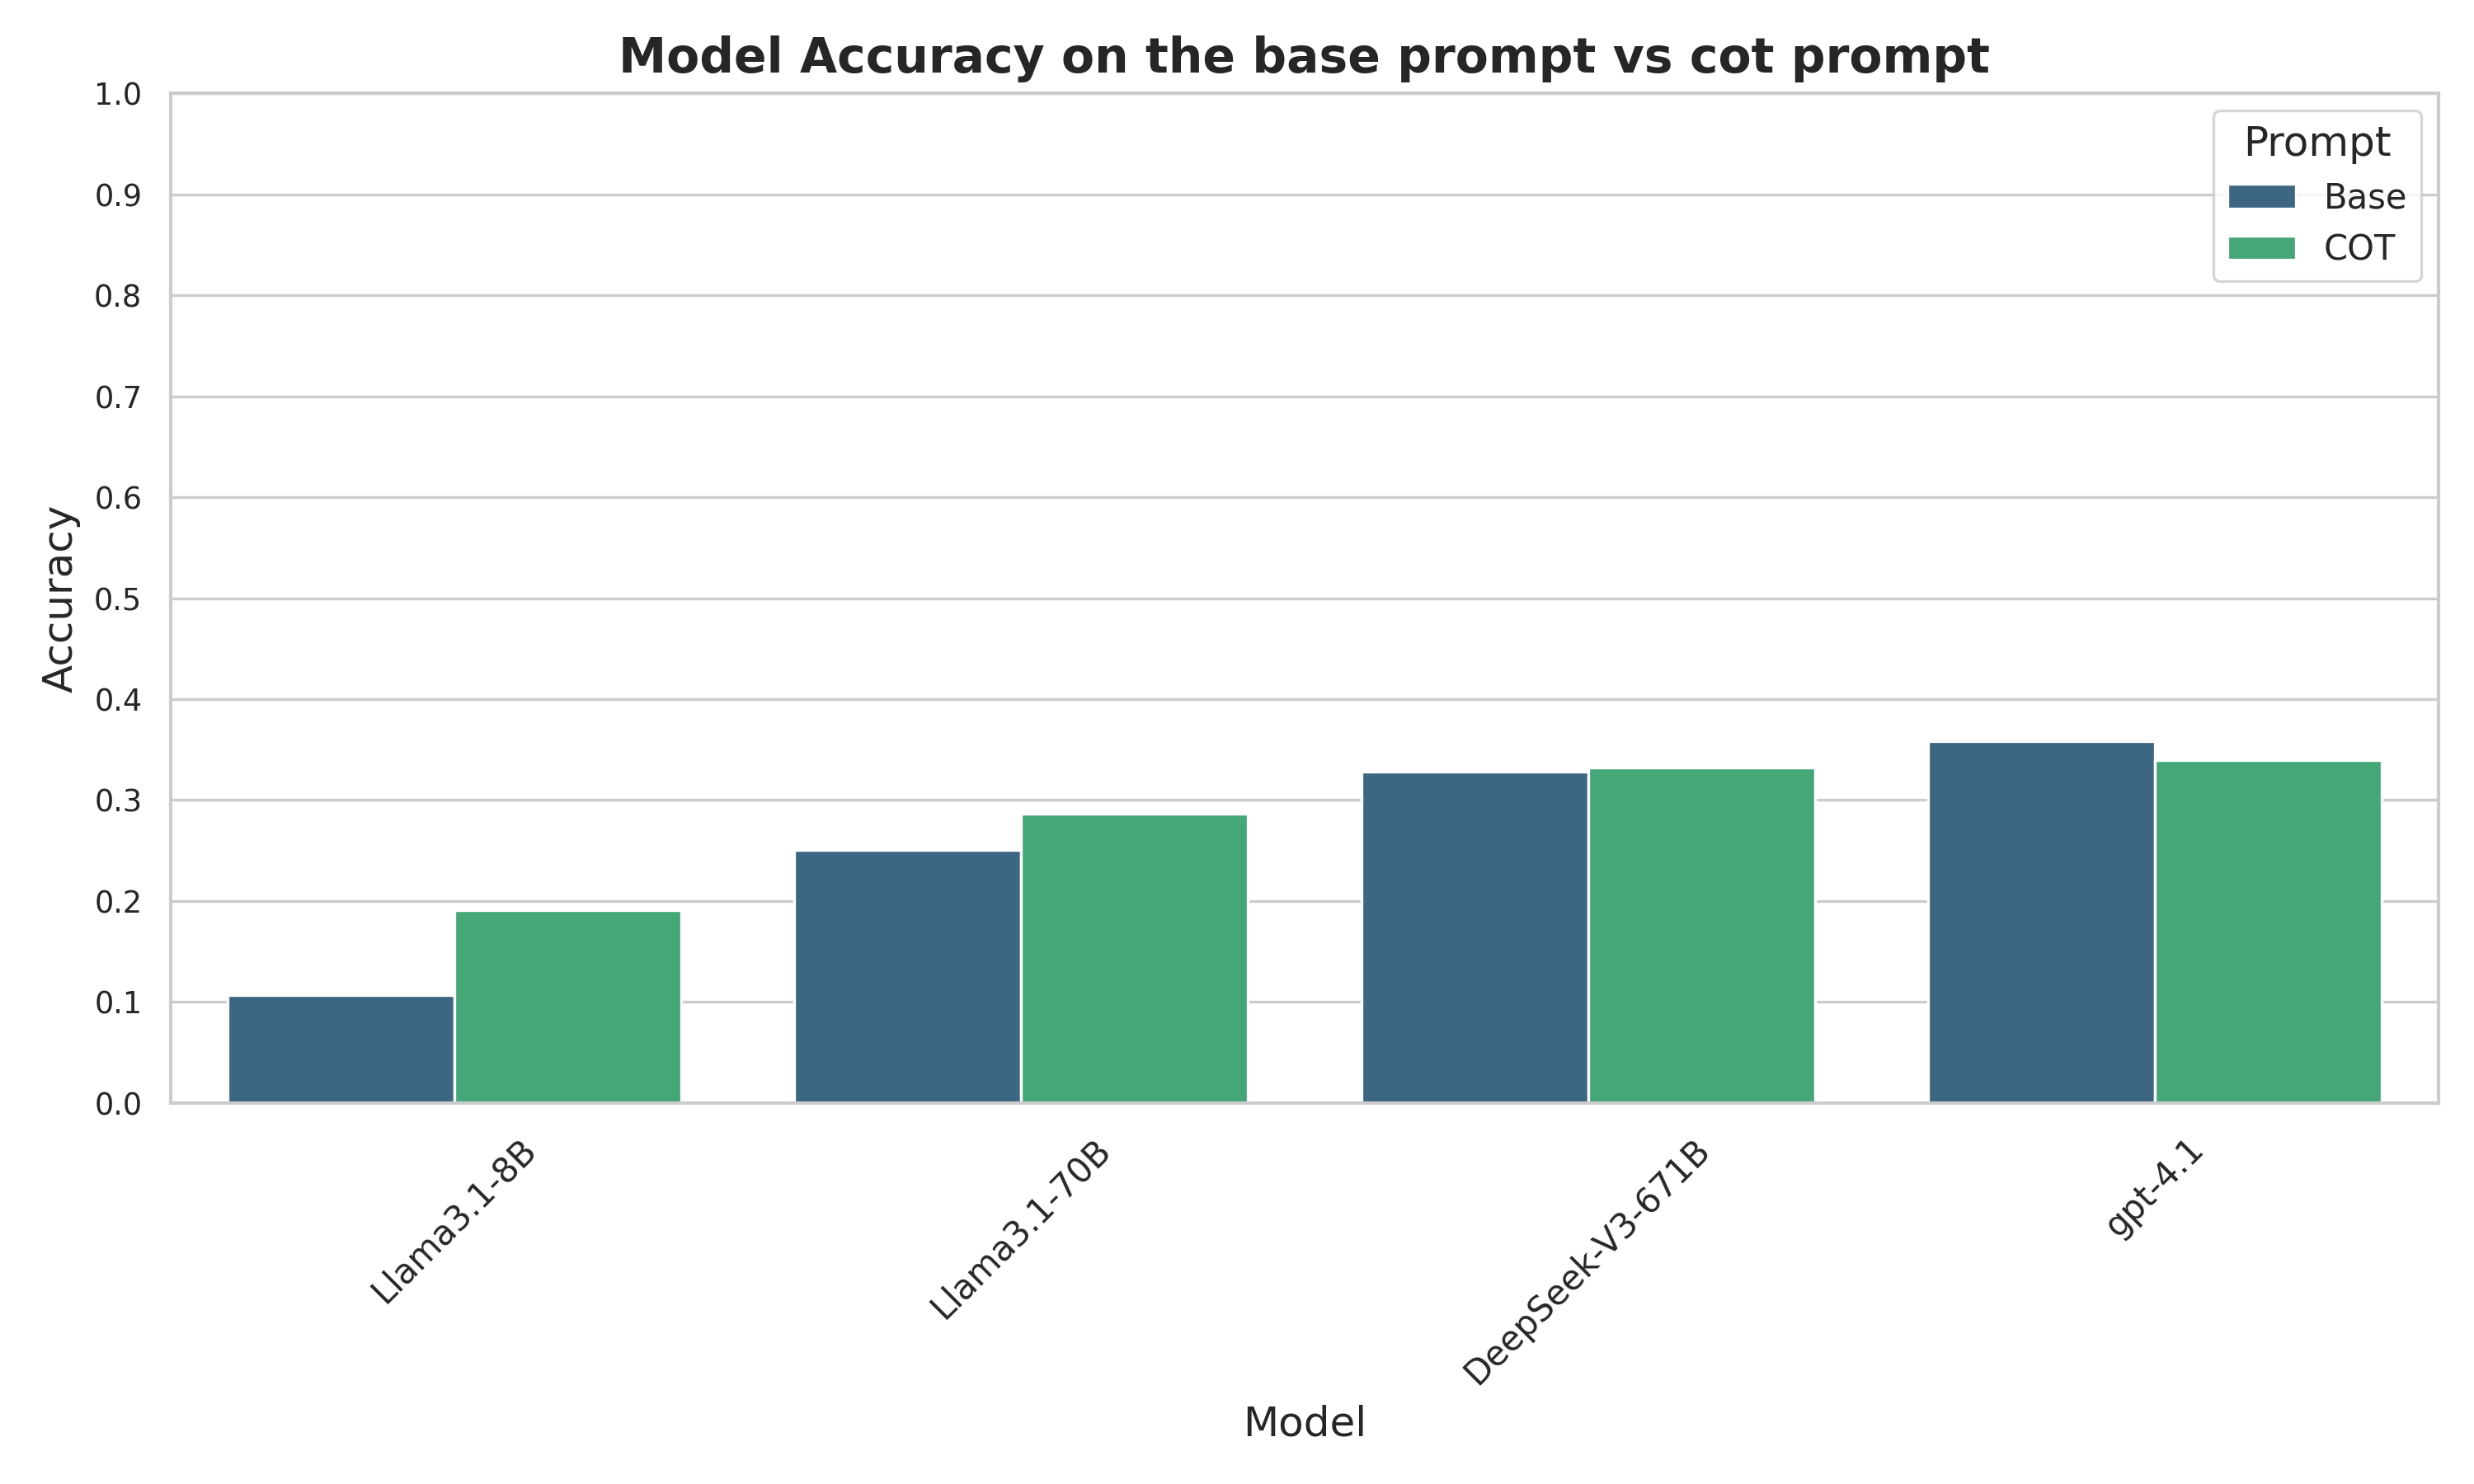 Model Accuracy on the base prompt vs cot prompt
1.0
0.9
0.8
0.7
0.6
0.5
0.4
0.3
0.2
0.1
0.0
Accuracy
Prompt
Base
COT
Llama3.1-8B
Llama3.1-70B
DeepSeek-V3-671B
gpt-4.1
Model